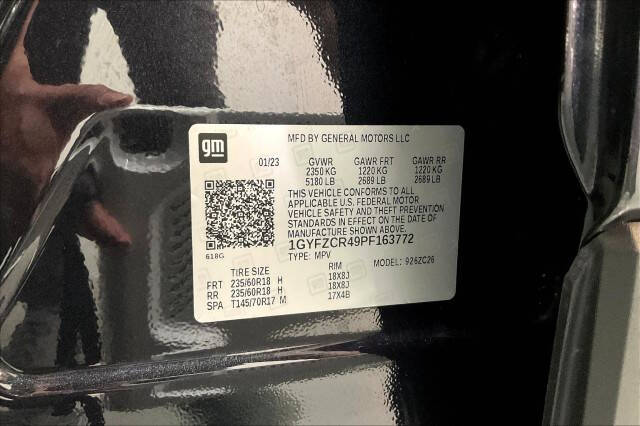 gm
MFD BY GENERAL MOTORS LLC
01/23 GVWR GAWR FRT GAWR RR
2350 KG 1220 KG 1220 KG
5180 LB 2689 LB 2689 LB
THIS VEHICLE CONFORMS TO ALL
APPLICABLE U.S. FEDERAL MOTOR
VEHICLE SAFETY AND THEFT PREVENTION
STANDARDS IN EFFECT ON THE DATE OF
MANUFACTURE SHOWN ABOVE.
618G 1GYFZCR49PF163772
TYPE: MPV MODEL: 926ZC26
TIRE SIZE RIM
FRT 235/60R18 H 18X8J
RR 235/60R18 H 18X8J
SPA T145/70R17 M 17X4B